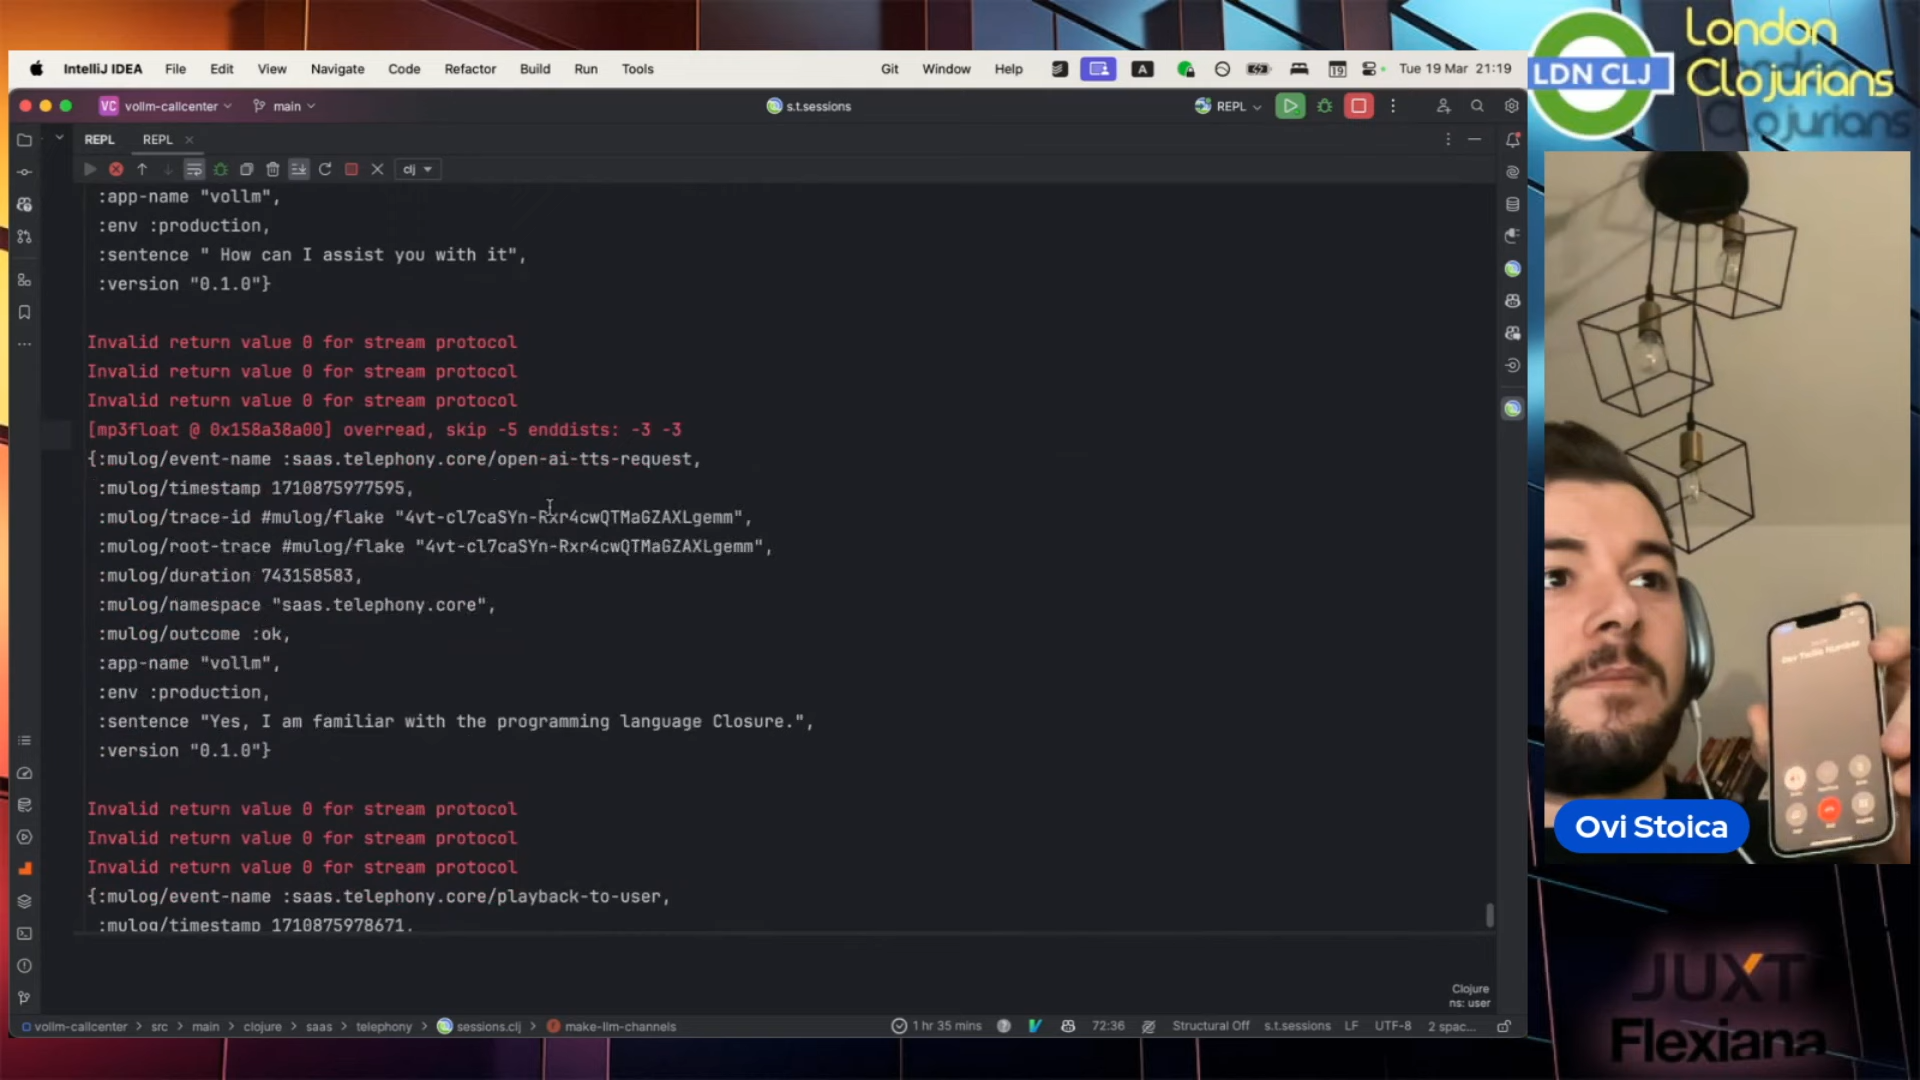 IntelliJ IDEA File Edit View Navigate Code Refactor Build Run Tools Git Window Help A 19 Tue 19 Mar 21:19
LDN CLJ
London
Clojurians
Clojurians
VC vollm-callcenter main s.t.sessions REPL
REPL REPL
clj
:app-name "vollm",
:env :production,
:sentence " How can I assist you with it",
:version "0.1.0"}
Invalid return value 0 for stream protocol
Invalid return value 0 for stream protocol
Invalid return value 0 for stream protocol
[mp3float @ 0x158a38a00] overread, skip -5 enddists: -3 -3
{:mulog/event-name :saas.telephony.core/open-ai-tts-request,
:mulog/timestamp 1710875977595,
:mulog/trace-id #mulog/flake "4vt-cl7caSYn-Rxr4cwQTMaGZAXLgemm",
:mulog/root-trace #mulog/flake "4vt-cl7caSYn-Rxr4cwQTMaGZAXLgemm",
:mulog/duration 743158583,
:mulog/namespace "saas.telephony.core",
:mulog/outcome :ok,
:app-name "vollm",
:env :production,
:sentence "Yes, I am familiar with the programming language Closure.",
:version "0.1.0"}
Invalid return value 0 for stream protocol
Invalid return value 0 for stream protocol
Invalid return value 0 for stream protocol
{:mulog/event-name :saas.telephony.core/playback-to-user,
:mulog/timestamp 1710875978671,
Clojure
ns: user
vollm-callcenter > src > main > clojure > saas > telephony > sessions.clj > make-llm-channels 1 hr 35 mins 72:36 Structural Off s.t.sessions LF UTF-8 2 spac...
Dev Twilio Number
Ovi Stoica
JUXT
Flexiana